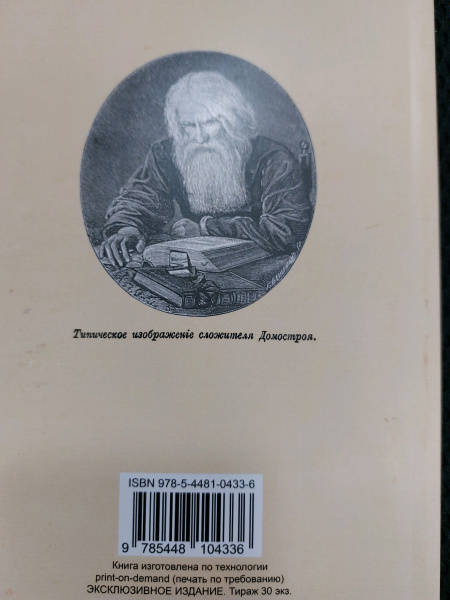 Типическое изображеніе сложителя Домостроя.
ISBN 978-5-4481-0433-6
9 785448 104336
Книга изготовлена по технологии
print-on-demand (печать по требованию)
ЭКСКЛЮЗИВНОЕ ИЗДАНИЕ. Тираж 30 экз.